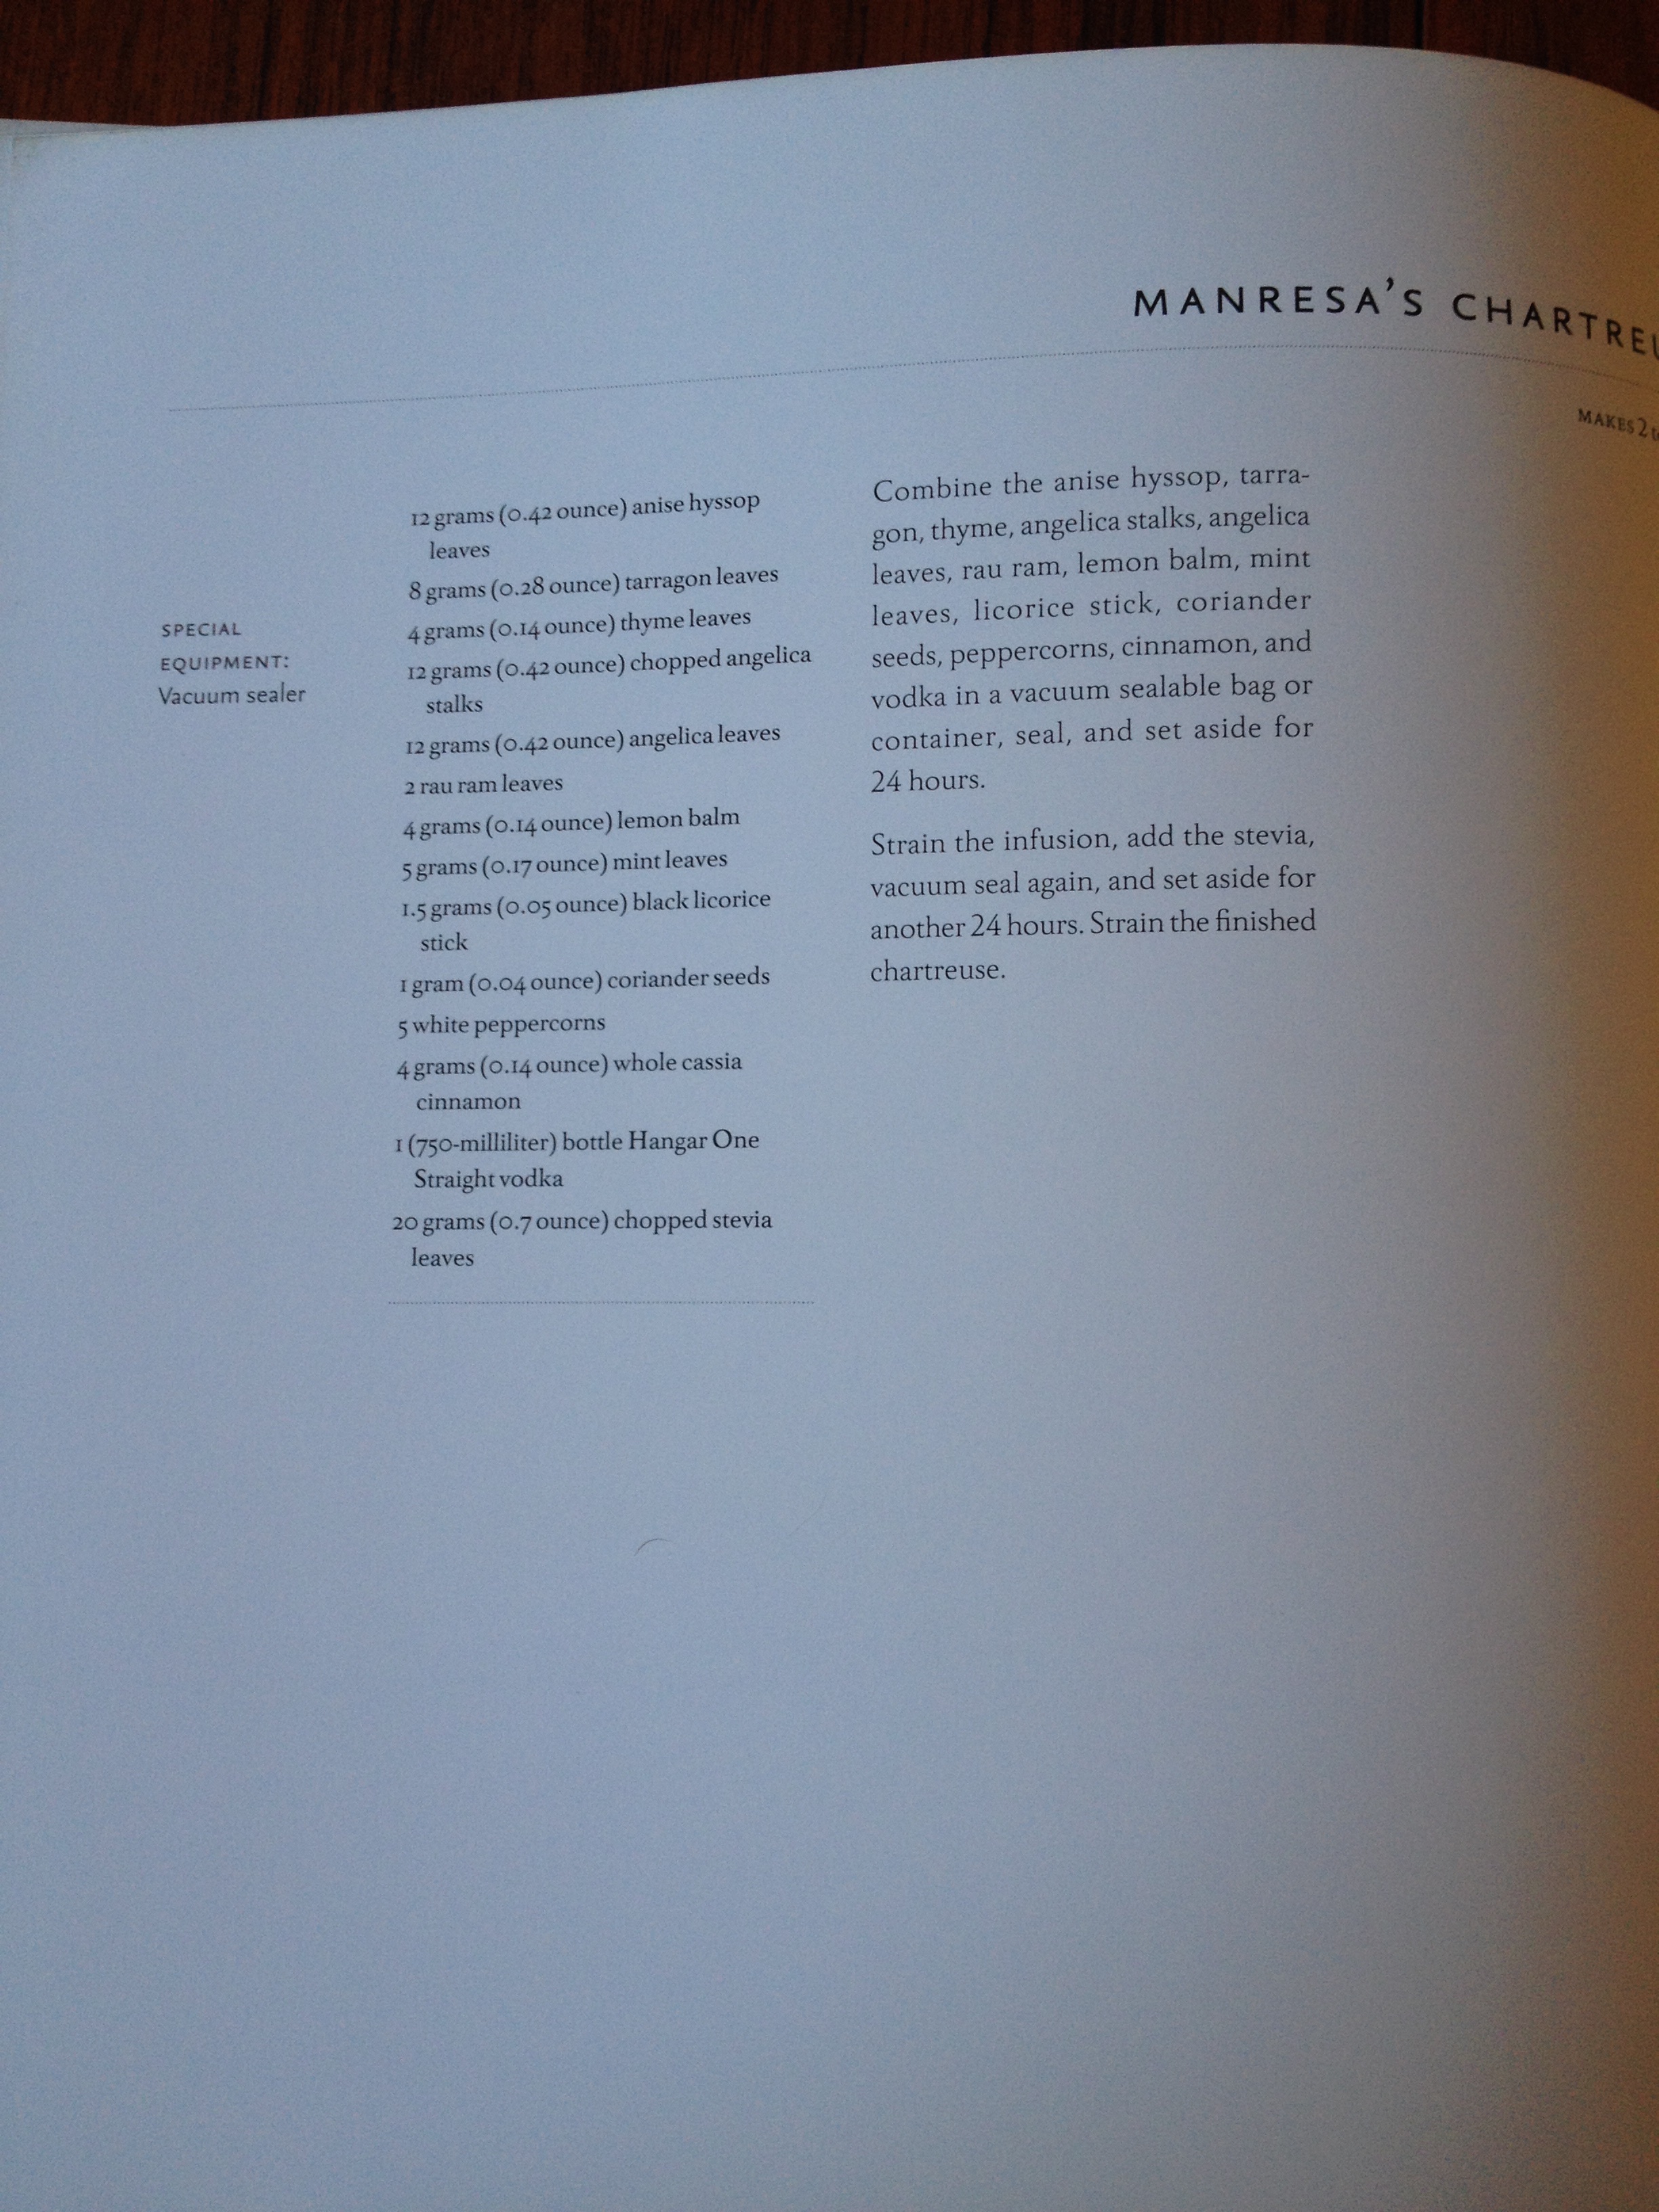 MANRESA'S
MAKES 2
SPECIAL
EQUIPMENT:
Vacuum sealer
12 grams (0.42 ounce) anise hyssop
leaves
8 grams (0.28 ounce) tarragon leaves
4 grams (0.14 ounce) thyme leaves
12 grams (0.42 ounce) chopped angelica
stalks
12 grams (0.42 ounce) angelica leaves
2 rau ram leaves
4 grams (0.14 ounce) lemon balm
5 grams (0.17 ounce) mint leaves
1.5 grams (0.05 ounce) black licorice
stick
1 gram (0.04 ounce) coriander seeds
5 white peppercorns
4 grams (0.14 ounce) whole cassia
cinnamon
1 (750-milliliter) bottle Hangar One
Straight vodka
20 grams (0.7 ounce) chopped stevia
leaves
Combine the anise hyssop, tarra-
gon, thyme, angelica stalks, angelica
leaves, rau ram, lemon balm, mint
leaves, licorice stick, coriander
seeds, peppercorns, cinnamon, and
vodka in a vacuum sealable bag or
container, seal, and set aside for
24 hours.
Strain the infusion, add the stevia,
vacuum seal again, and set aside for
another 24 hours. Strain the finished
chartreuse.